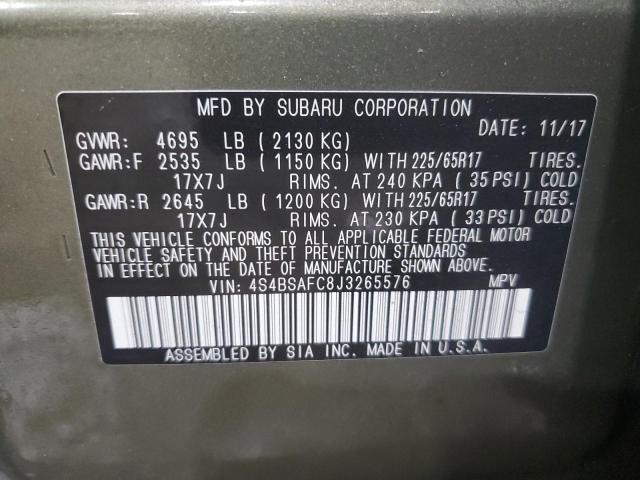 MFD BY SUBARU CORPORATION
DATE: 11/17
GVWR: 4695 LB ( 2130 KG)
GAWR:F 2535 LB ( 1150 KG) WITH 225/65R17 TIRES.
17X7J RIMS. AT 240 KPA ( 35 PSI) COLD
GAWR:R 2645 LB ( 1200 KG) WITH 225/65R17 TIRES.
17X7J RIMS. AT 230 KPA ( 33 PSI) COLD
THIS VEHICLE CONFORMS TO ALL APPLICABLE FEDERAL MOTOR
VEHICLE SAFETY AND THEFT PREVENTION STANDARDS
IN EFFECT ON THE DATE OF MANUFACTURE SHOWN ABOVE.
VIN: 4S4BSAFC8J3265576 MPV
ASSEMBLED BY SIA INC. MADE IN U.S.A.